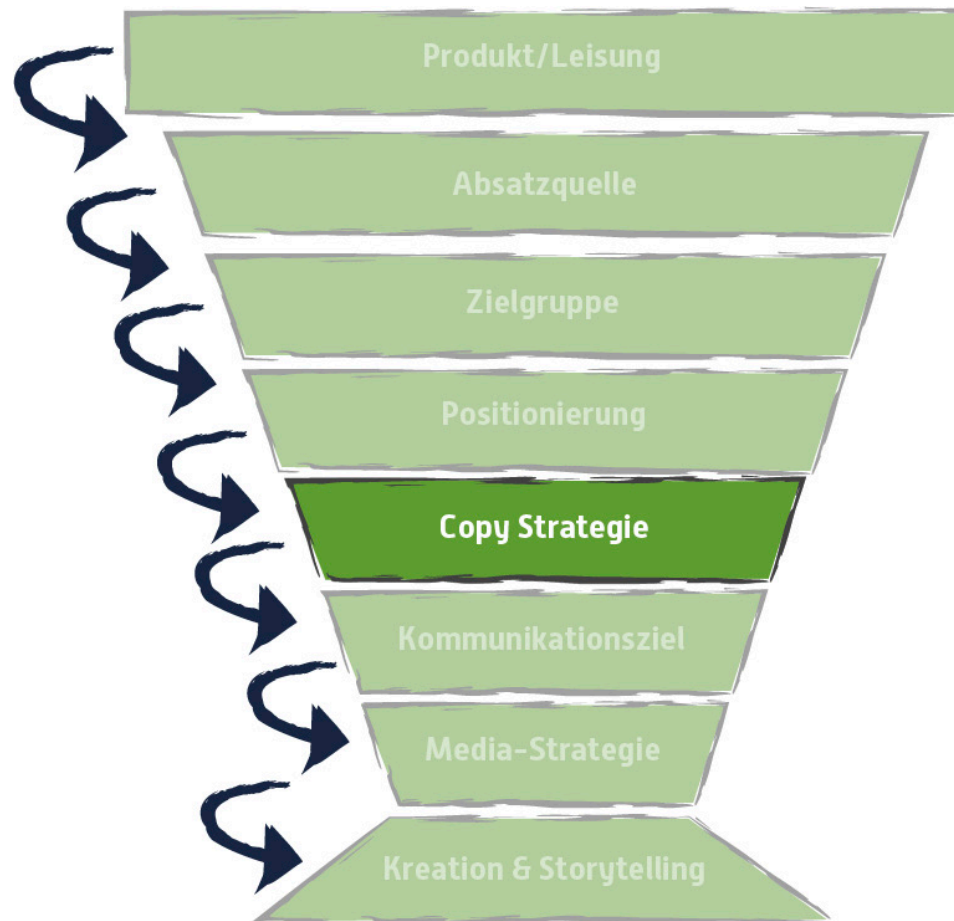 Produkt/Leisung
Absatzquelle
Zielgruppe
Positionierung
Copy Strategie
Kommunikationsziel
Media-Strategie
Kreation & Storytelling